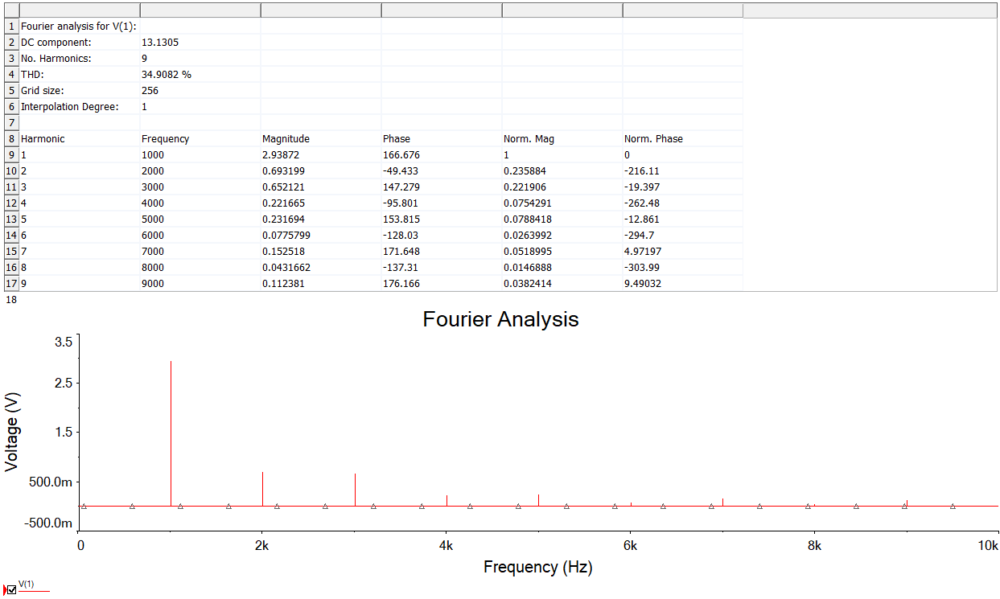 1 Fourier analysis for V(1):
2 DC component: 13.1305
3 No. Harmonics: 9
4 THD: 34.9082 %
5 Grid size: 256
6 Interpolation Degree: 1
7
8 Harmonic Frequency Magnitude Phase Norm. Mag Norm. Phase
9 1 1000 2.93872 166.676 1 0
10 2 2000 0.693199 -49.433 0.235884 -216.11
11 3 3000 0.652121 147.279 0.221906 -19.397
12 4 4000 0.221665 -95.801 0.0754291 -262.48
13 5 5000 0.231694 153.815 0.0788418 -12.861
14 6 6000 0.0775799 -128.03 0.0263992 -294.7
15 7 7000 0.152518 171.648 0.0518995 4.97197
16 8 8000 0.0431662 -137.31 0.0146888 -303.99
17 9 9000 0.112381 176.166 0.0382414 9.49032
18
Fourier Analysis
Voltage (V)
3.5
2.5
1.5
500.0m
-500.0m
0 2k 4k 6k 8k 10k
Frequency (Hz)
V(1)